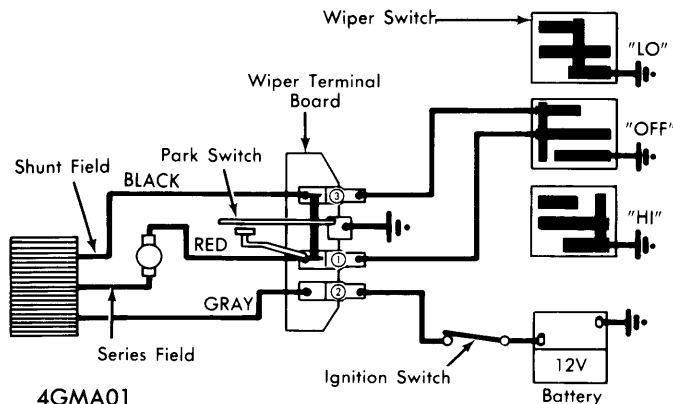 Wiper Switch
"LO"
Wiper Terminal
Board
"OFF"
Park Switch
Shunt Field
BLACK
3
"HI"
RED
1
2
GRAY
Series Field
Ignition Switch
12V
4GMA01
Battery